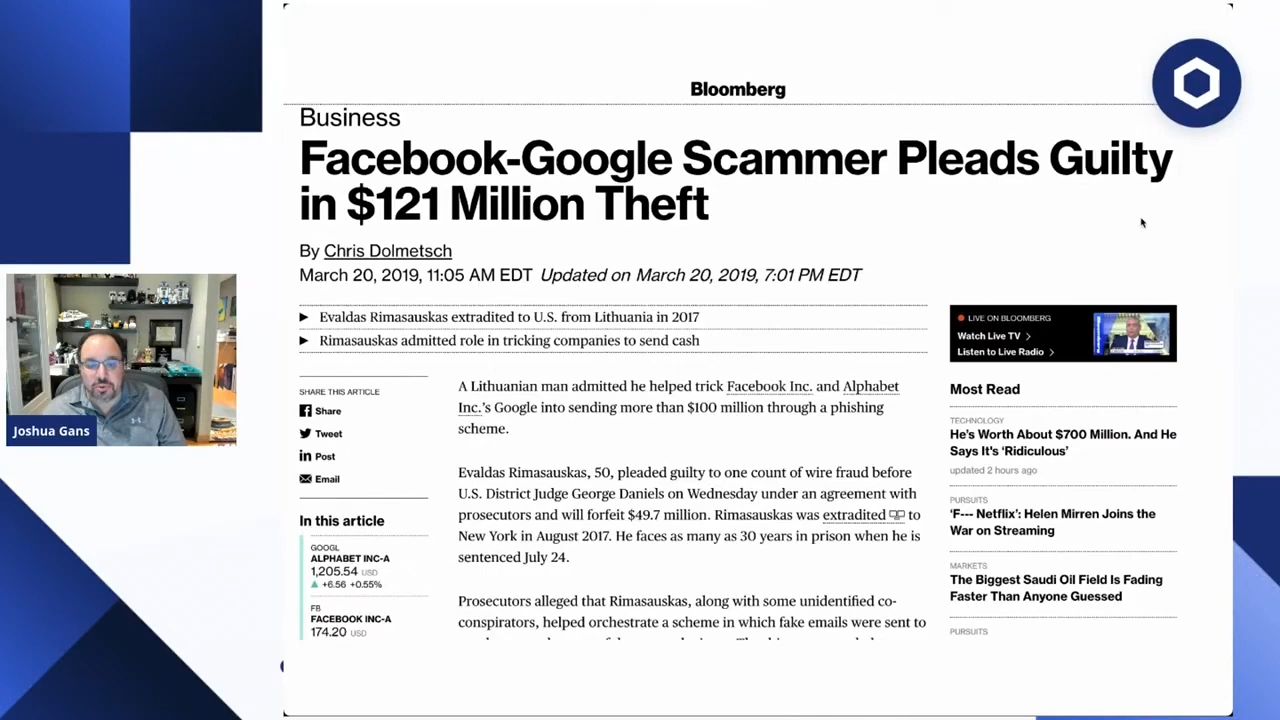 Bloomberg
Business
Facebook-Google Scammer Pleads Guilty
in $121 Million Theft
By Chris Dolmetsch
March 20, 2019, 11:05 AM EDT Updated on March 20, 2019, 7:01 PM EDT
Evaldas Rimasauskas extradited to U.S. from Lithuania in 2017
Rimasauskas admitted role in tricking companies to send cash
Joshua Gans
SHARE THIS ARTICLE
Share
Tweet
Post
Email
In this article
GOOGL
ALPHABET INC-A
1,205.54 USD
+6.56 +0.55%
FB
FACEBOOK INC-A
174.20 USD
A Lithuanian man admitted he helped trick Facebook Inc. and Alphabet
Inc.'s Google into sending more than $100 million through a phishing
scheme.
Evaldas Rimasauskas, 50, pleaded guilty to one count of wire fraud before
U.S. District Judge George Daniels on Wednesday under an agreement with
prosecutors and will forfeit $49.7 million. Rimasauskas was extradited to
New York in August 2017. He faces as many as 30 years in prison when he is
sentenced July 24.
Prosecutors alleged that Rimasauskas, along with some unidentified co-
conspirators, helped orchestrate a scheme in which fake emails were sent to
LIVE ON BLOOMBERG
Watch Live TV
Listen to Live Radio
Most Read
TECHNOLOGY
He's Worth About $700 Million. And He
Says It's 'Ridiculous'
updated 2 hours ago
PURSUITS
'F--- Netflix': Helen Mirren Joins the
War on Streaming
MARKETS
The Biggest Saudi Oil Field Is Fading
Faster Than Anyone Guessed
PURSUITS